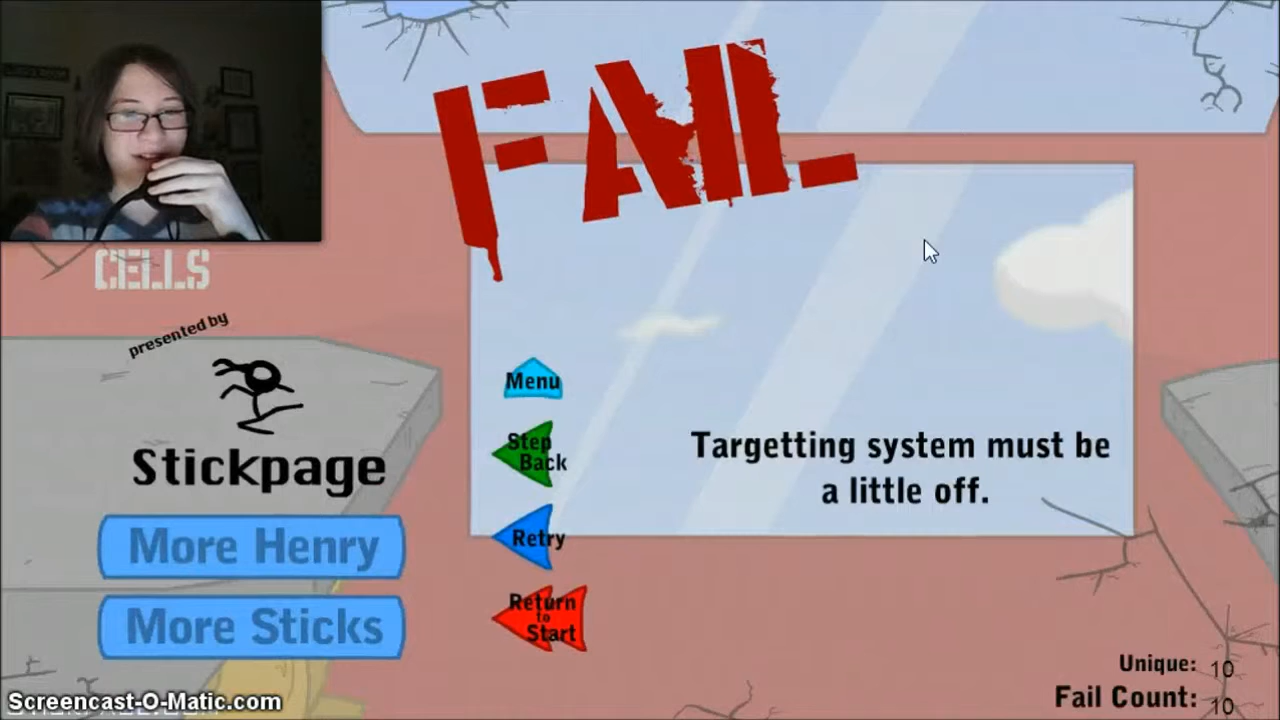 FAIL
CELLS
presented by
Stickpage
More Henry
More Sticks
Menu
Step
Back
Retry
Return
to
Start
Targetting system must be
a little off.
Unique: 10
Fail Count: 10
Screencast-O-Matic.com